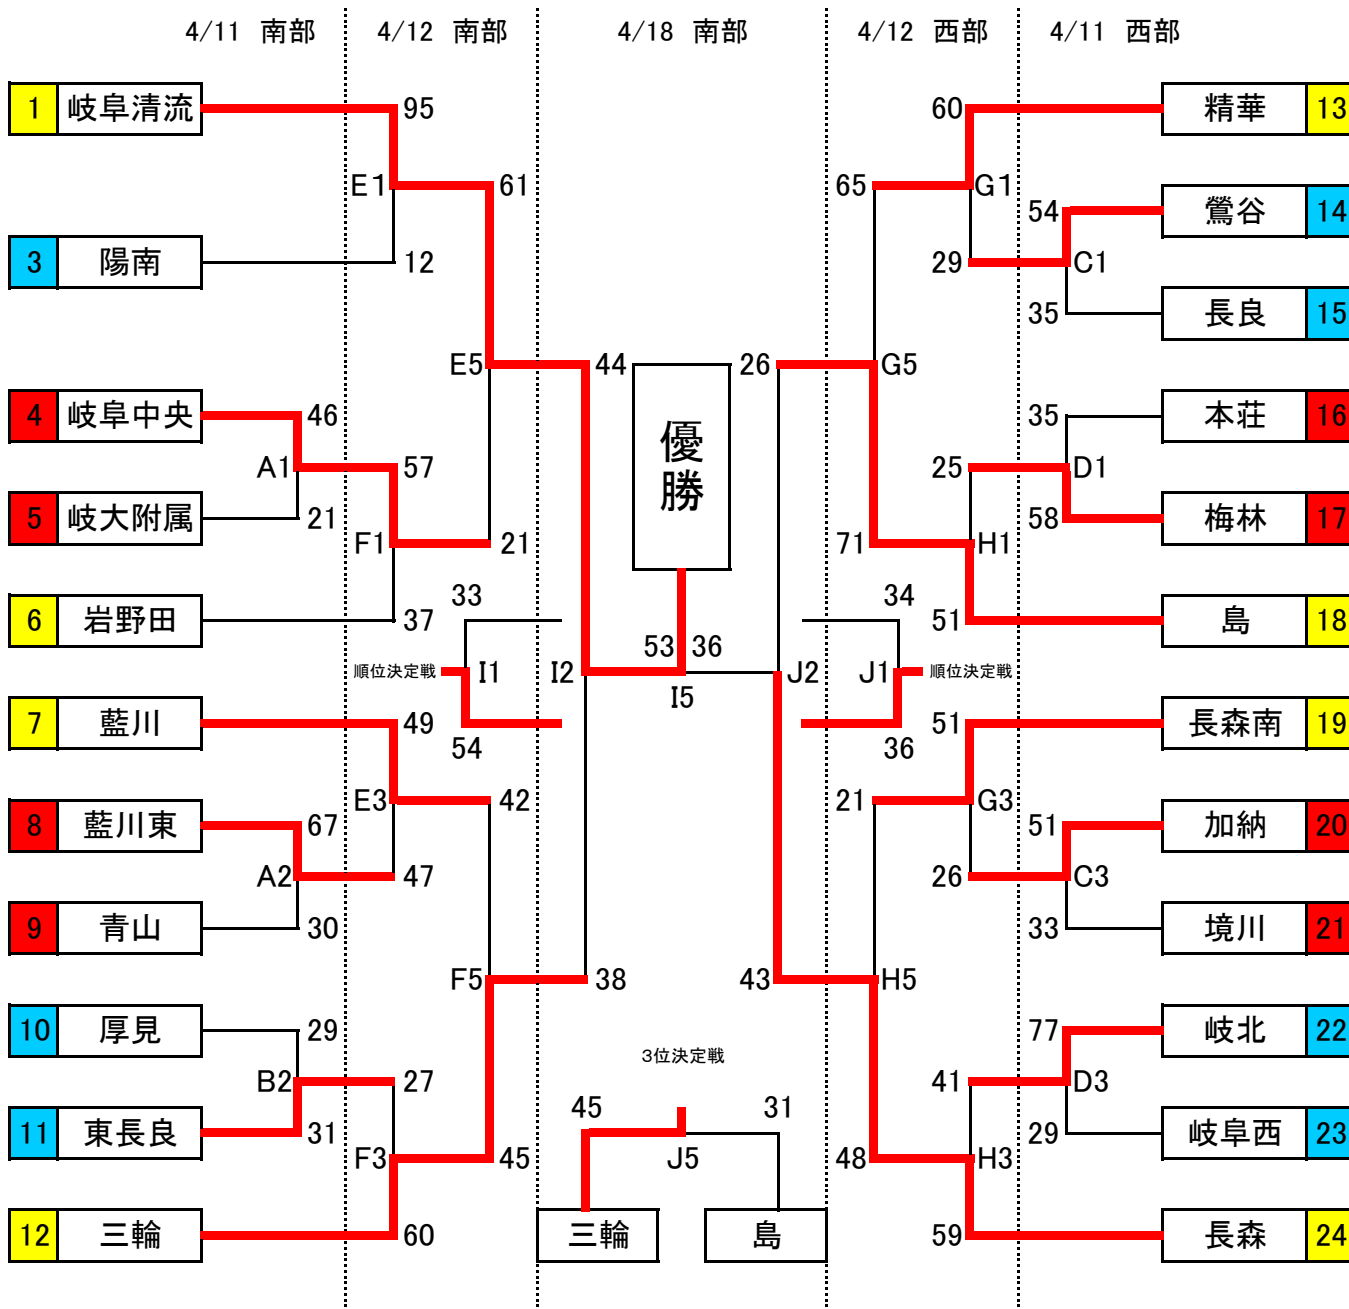 4/11 南部 4/12 南部 4/18 南部 4/12 西部 4/11 西部
1 岐阜清流 95 60 精華 13
E1 61 65 G1
54 鶯谷 14
3 陽南 12 29 C1
35 長良 15
E5 44 26 G5
優勝
4 岐阜中央 46 35 本荘 16
A1 57 25 D1
5 岐大附属 21 58 梅林 17
F1 21 71 H1
33 34
6 岩野田 37 51 島 18
53 36
順位決定戦 I1 I2 I5 J2 J1 順位決定戦
7 藍川 49 51 長森南 19
54 36
E3 42 21 G3
8 藍川東 67 51 加納 20
A2 47 26 C3
9 青山 30 33 境川 21
F5 38 43 H5
10 厚見 29 77 岐北 22
3位決定戦
B2 27 41 D3
45 31
11 東長良 31 29 岐阜西 23
F3 45 J5 48 H3
12 三輪 60 三輪 島 59 長森 24